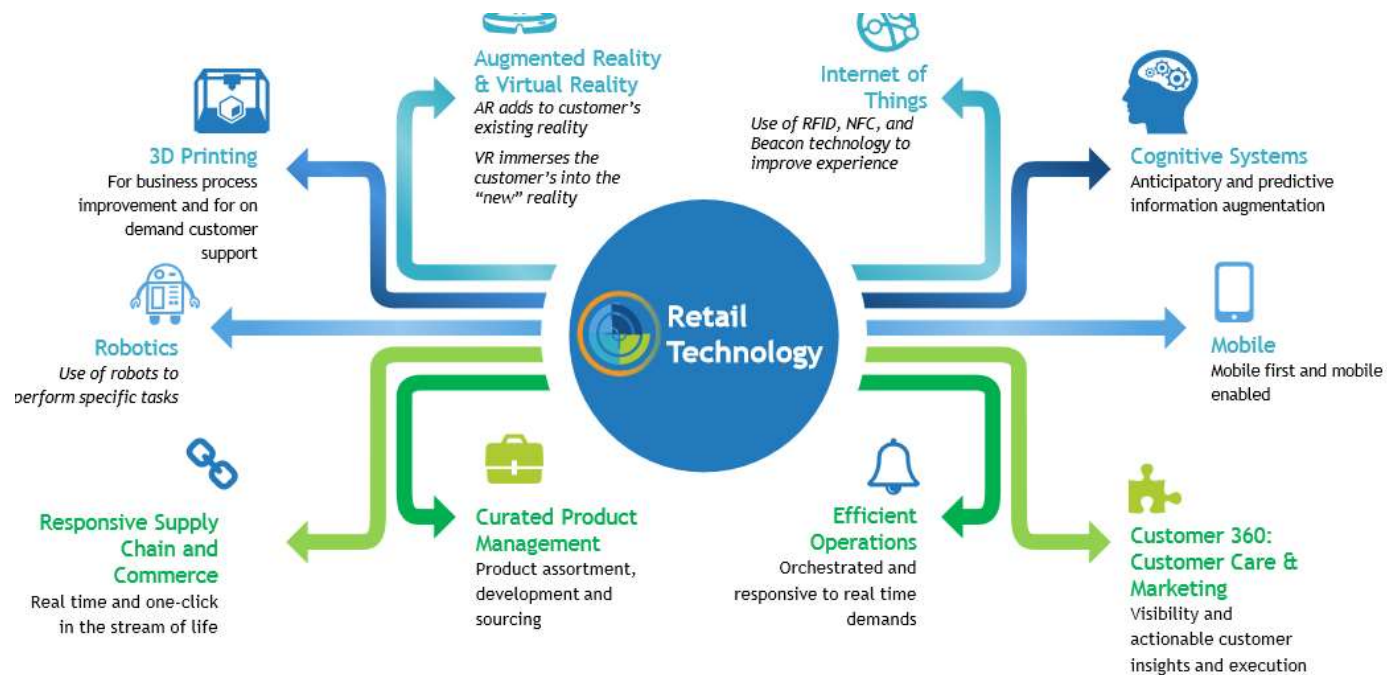 Augmented Reality
& Virtual Reality
AR adds to customer's
existing reality
VR immerses the
customer's into the
"new" reality
Internet of
Things
Use of RFID, NFC, and
Beacon technology to
improve experience
3D Printing
For business process
improvement and for on
demand customer
support
Cognitive Systems
Anticipatory and predictive
information augmentation
Retail
Technology
Robotics
Use of robots to
perform specific tasks
Mobile
Mobile first and mobile
enabled
Responsive Supply
Chain and
Commerce
Real time and one-click
in the stream of life
Curated Product
Management
Product assortment,
development and
sourcing
Efficient
Operations
Orchestrated and
responsive to real time
demands
Customer 360:
Customer Care &
Marketing
Visibility and
actionable customer
insights and execution